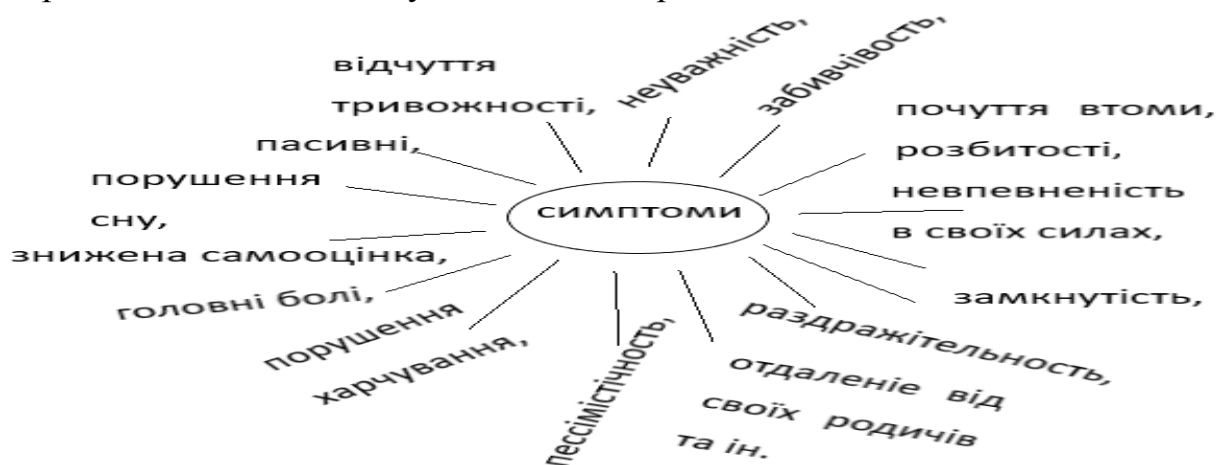 відчуття
тривожності,
неуважність,
забивчівость,
почуття втоми,
розбитості,
невпевненість
в своїх силах,
замкнутість,
раздражітельность,
отдаленіе від
своїх родичів
та ін.
пессімістічность,
порушення
харчування,
головні болі,
знижена самооцінка,
порушення
сну,
пасивні,
симптоми